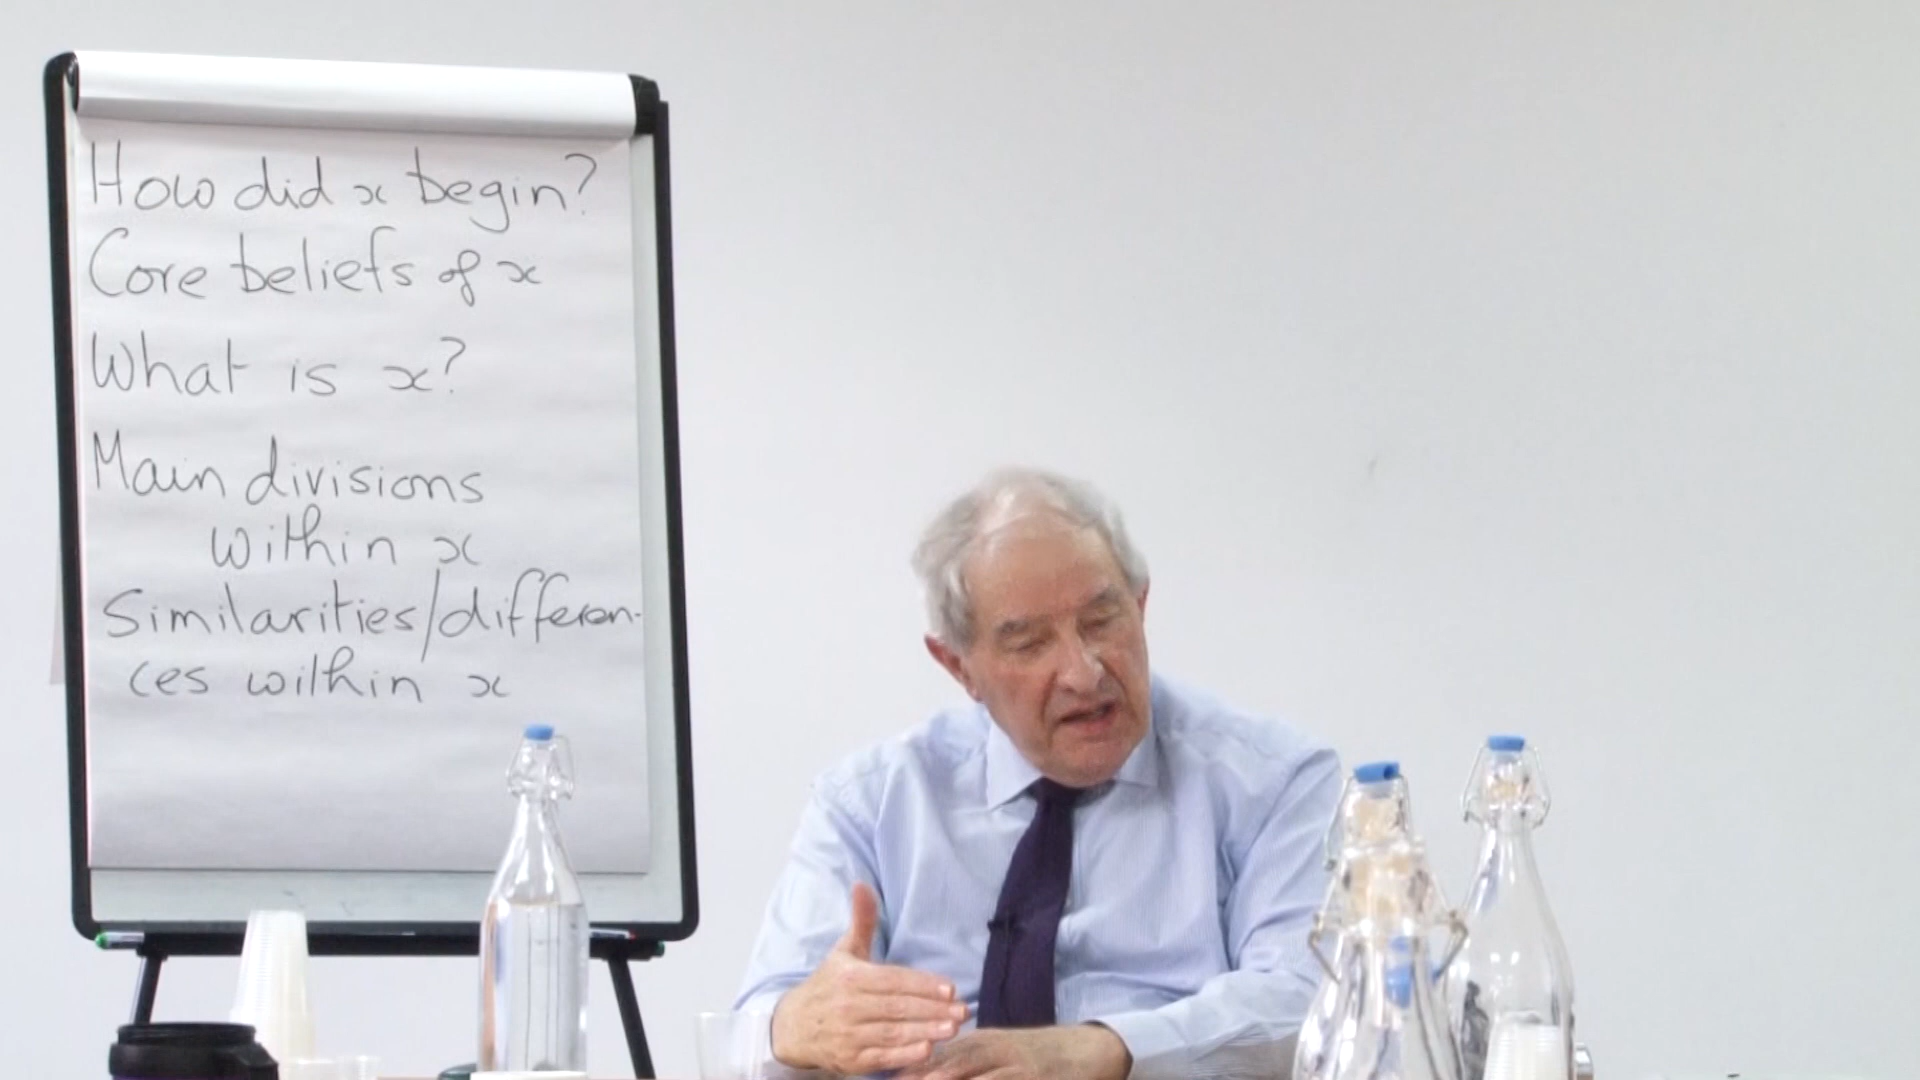 How did x begin?
Core beliefs of x
What is x?
Main divisions
within x
Similarities/differen-
ces within x